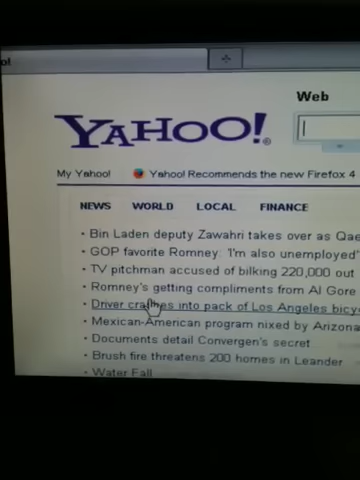 o!
Web
YAHOO!
My Yahoo! Yahoo! Recommends the new Firefox 4
NEWS WORLD LOCAL FINANCE
• Bin Laden deputy Zawahri takes over as Qae
• GOP favorite Romney: 'I'm also unemployed'
• TV pitchman accused of bilking 220,000 out
• Romney's getting compliments from Al Gore
• Driver crashes into pack of Los Angeles bicy
• Mexican-American program nixed by Arizona
• Documents detail Convergen's secret
• Brush fire threatens 200 homes in Leander
• Water Fall